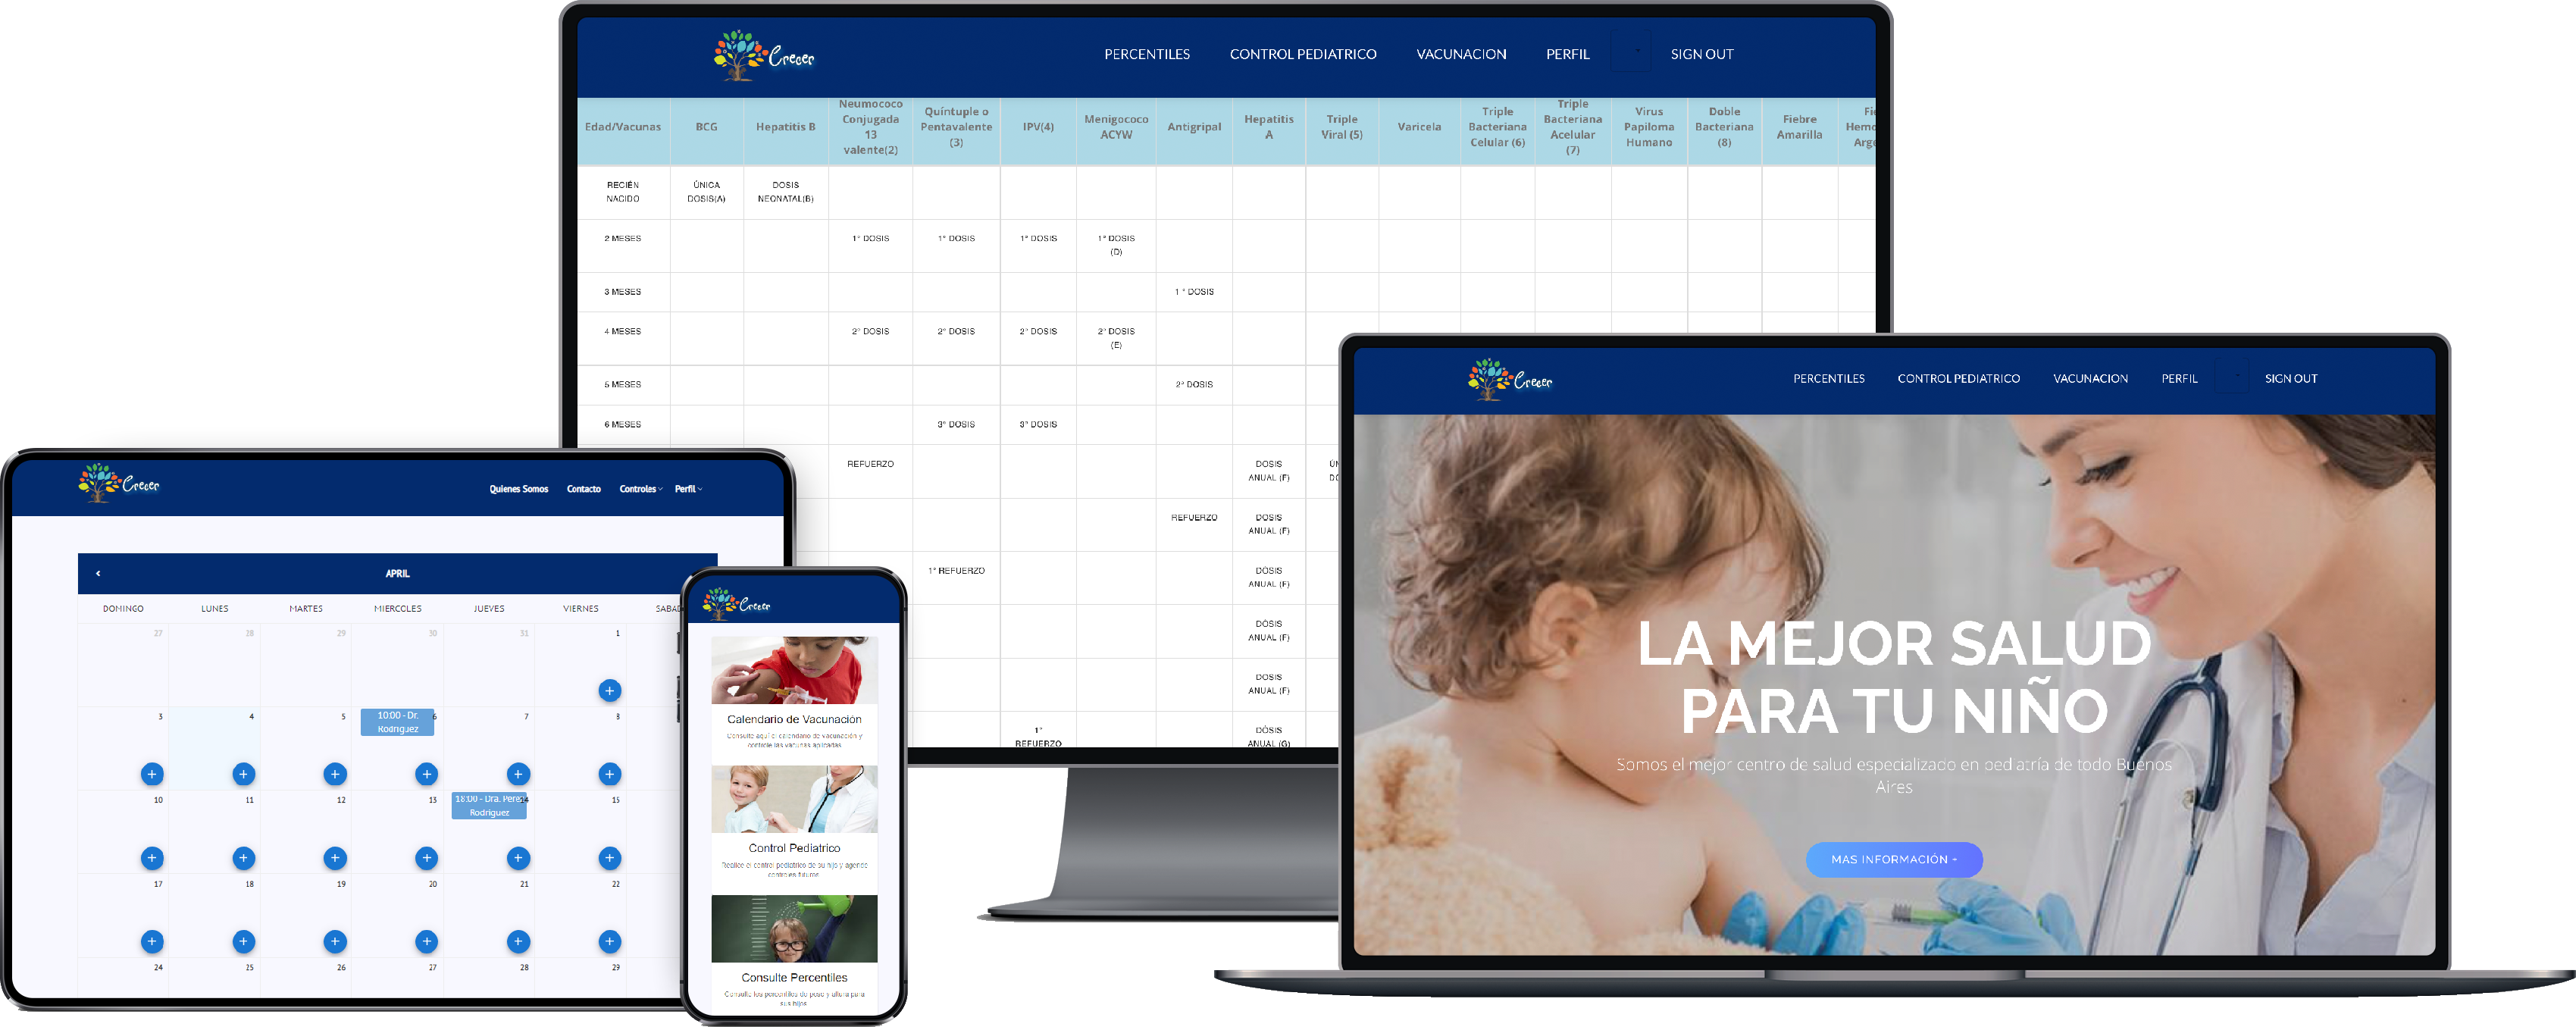 Crecer
PERCENTILES CONTROL PEDIATRICO VACUNACION PERFIL SIGN OUT
Edad/Vacunas
BCG
Hepatitis B
Neumococo
Conjugada
13
valente(2)
Quíntuple o
Pentavalente
(3)
IPV(4)
Menigococo
ACYW
Antigripal
Hepatitis
A
Triple
Viral (5)
Varicela
Triple
Bacteriana
Celular (6)
Triple
Bacteriana
Acelular
(7)
Virus
Papiloma
Humano
Doble
Bacteriana
(8)
Fiebre
Amarilla
RECIÉN
NACIDO
ÚNICA
DOSIS(A)
DOSIS
NEONATAL(B)
2 MESES
1° DOSIS
1° DOSIS
1° DOSIS
1° DOSIS
(D)
3 MESES
1 ° DOSIS
4 MESES
2° DOSIS
2° DOSIS
2° DOSIS
2° DOSIS
(E)
5 MESES
2° DOSIS
6 MESES
3° DOSIS
3° DOSIS
REFUERZO
DOSIS
ANUAL (F)
REFUERZO
DOSIS
ANUAL (F)
1° REFUERZO
DOSIS
ANUAL (F)
DÓSIS
ANUAL (F)
DOSIS
ANUAL (F)
1°
REFUERZO
DÓSIS
ANUAL (G)
Crecer
Quienes Somos Contacto Controles Perfil
APRIL
DOMINGO LUNES MARTES MIERCOLES JUEVES VIERNES
27 28 29 30 31 1
+
3 4 5 6 7 8
10:00 - Dr.
Rodriguez
+ + + + + +
10 11 12 13 14 15
18:00 - Dra. Perez
Rodriguez
+ + + + + +
17 18 19 20 21 22
+ + + + + +
24 25 26 27 28 29
Crecer
Calendario de Vacunación
Consulte aquí el calendario de vacunación y
controle las vacunas aplicadas
Control Pediatrico
Realice el control pediatrico de su hijo y agende
controles futuros
Consulte Percentiles
Consulte los percentiles de peso y altura para
sus hijos
Crecer
PERCENTILES CONTROL PEDIATRICO VACUNACION PERFIL SIGN OUT
LA MEJOR SALUD
PARA TU NIÑO
Somos el mejor centro de salud especializado en pediatría de todo Buenos
Aires
MAS INFORMACIÓN +